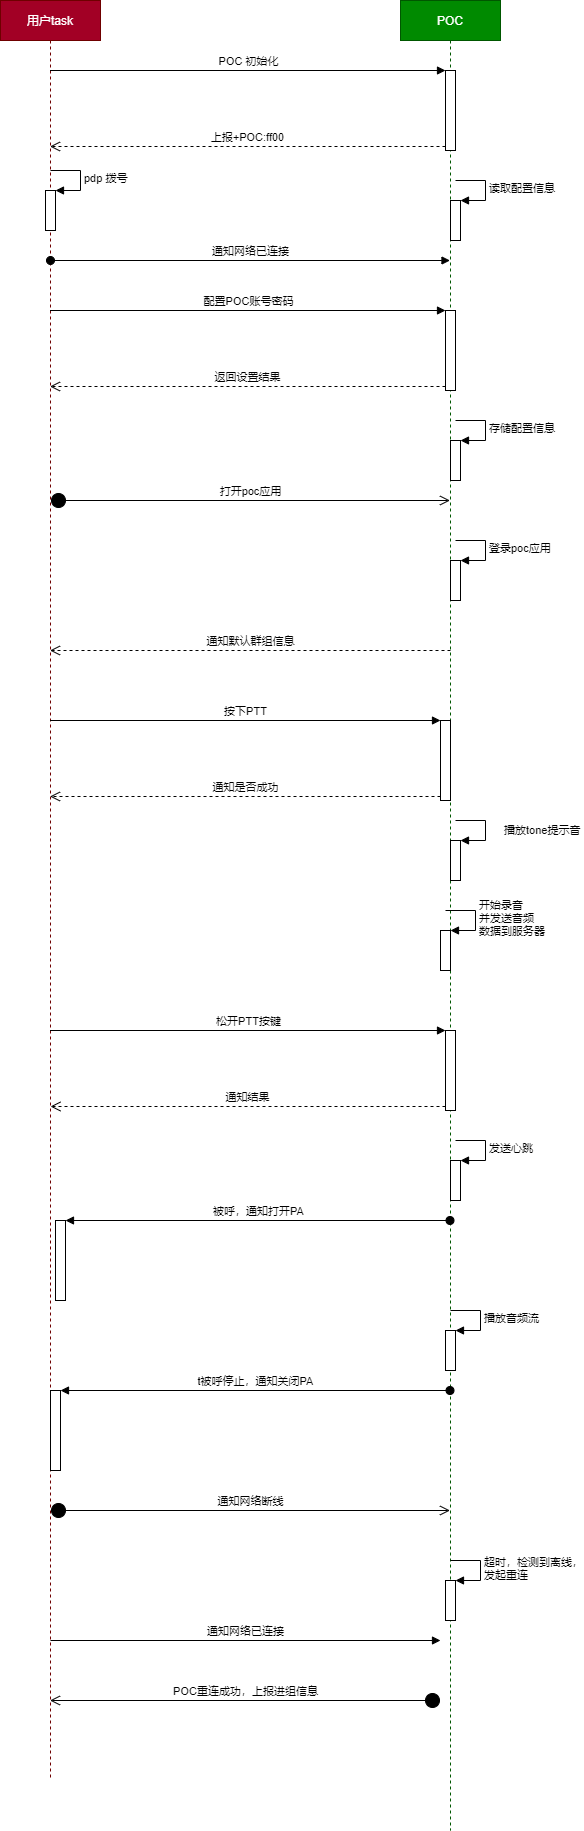 用户task
POC
POC 初始化
上报+POC:ff00
pdp 拨号
读取配置信息
通知网络已连接
配置POC账号密码
返回设置结果
存储配置信息
打开poc应用
登录poc应用
通知默认群组信息
按下PTT
通知是否成功
播放tone提示音
开始录音
并发送音频
数据到服务器
松开PTT按键
通知结果
发送心跳
被呼，通知打开PA
播放音频流
t被呼停止，通知关闭PA
通知网络断线
超时，检测到离线，
发起重连
通知网络已连接
POC重连成功，上报进组信息